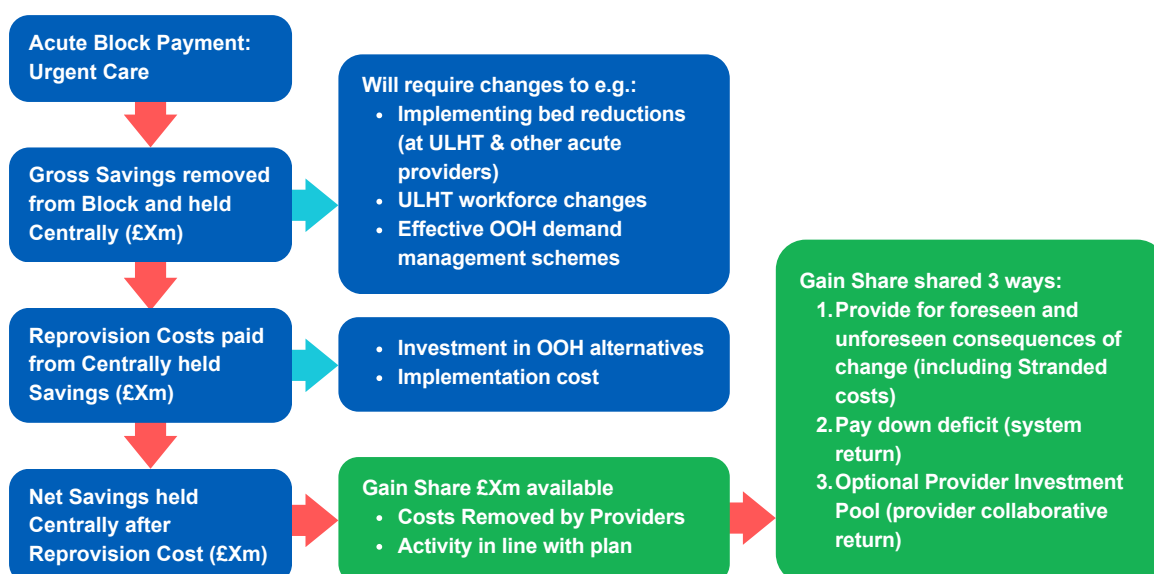 Acute Block Payment:
Urgent Care
Gross Savings removed
from Block and held
Centrally (£Xm)
Will require changes to e.g.:
• Implementing bed reductions
(at ULHT & other acute
providers)
• ULHT workforce changes
• Effective OOH demand
management schemes
Reprovision Costs paid
from Centrally held
Savings (£Xm)
• Investment in OOH alternatives
• Implementation cost
Net Savings held
Centrally after
Reprovision Cost (£Xm)
Gain Share £Xm available
• Costs Removed by Providers
• Activity in line with plan
Gain Share shared 3 ways:
1. Provide for foreseen and
unforeseen consequences of
change (including Stranded
costs)
2. Pay down deficit (system
return)
3. Optional Provider Investment
Pool (provider collaborative
return)